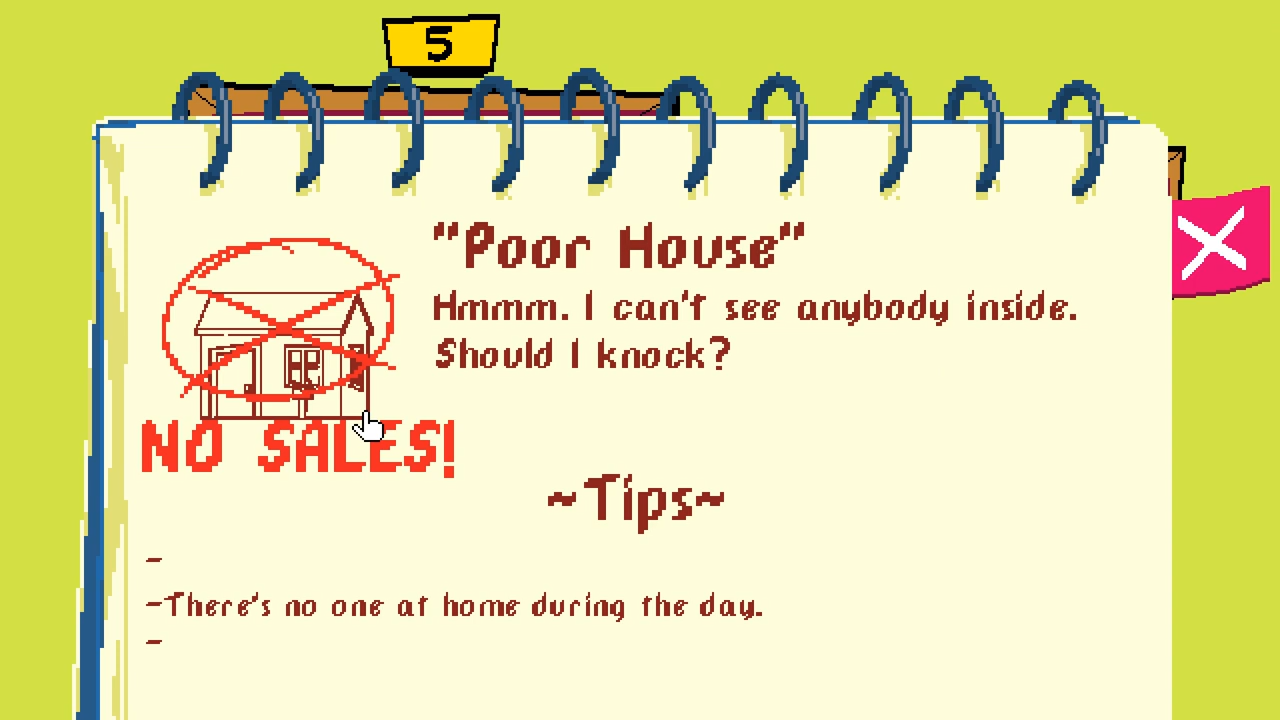 5
"Poor House"
Hmmm. I can't see anybody inside.
Should I knock?
NO SALES!
~Tips~
-
-There's no one at home during the day.
-